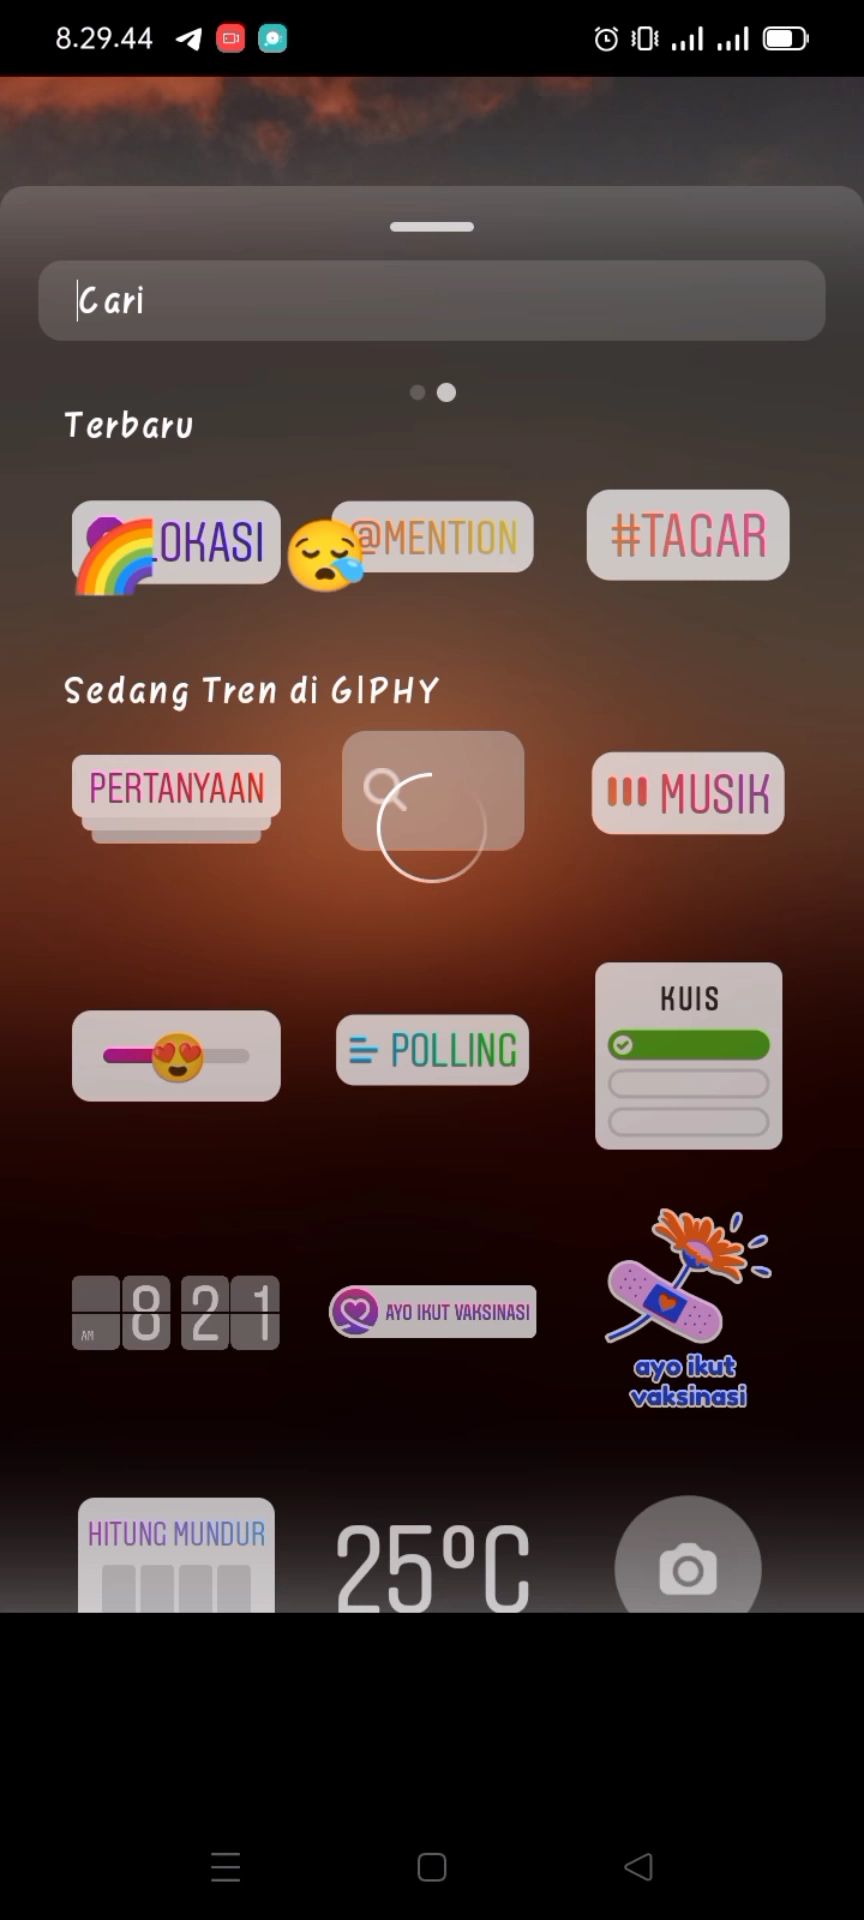 8.29.44
Cari
Terbaru
LOKASI
@MENTION
#TAGAR
Sedang Tren di GIPHY
PERTANYAAN
MUSIK
KUIS
POLLING
AM 8 2 1
AYO IKUT VAKSINASI
ayo ikut
vaksinasi
HITUNG MUNDUR
25°C